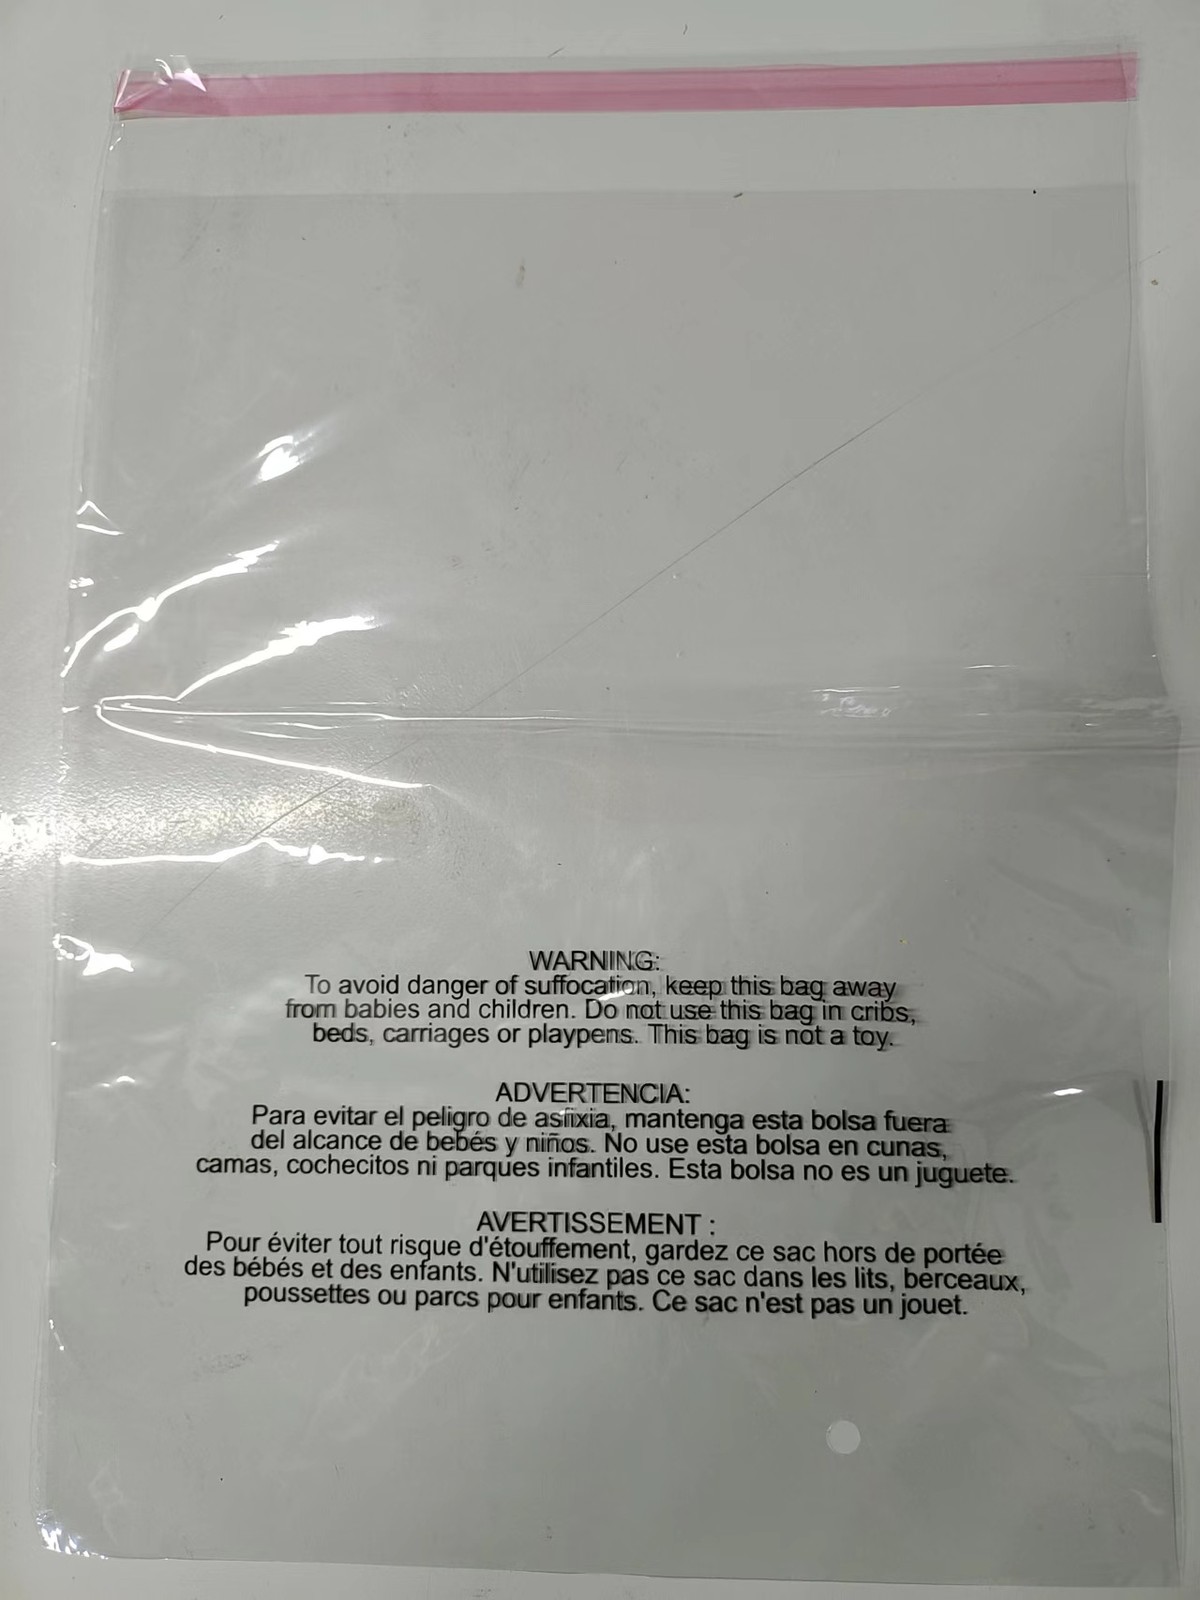 WARNING:
To avoid danger of suffocation, keep this bag away
from babies and children. Do not use this bag in cribs,
beds, carriages or playpens. This bag is not a toy.
ADVERTENCIA:
Para evitar el peligro de asfixia, mantenga esta bolsa fuera
del alcance de bebés y niños. No use esta bolsa en cunas,
camas, cochecitos ni parques infantiles. Esta bolsa no es un juguete.
AVERTISSEMENT :
Pour éviter tout risque d'étouffement, gardez ce sac hors de portée
des bébés et des enfants. N'utilisez pas ce sac dans les lits, berceaux,
poussettes ou parcs pour enfants. Ce sac n'est pas un jouet.